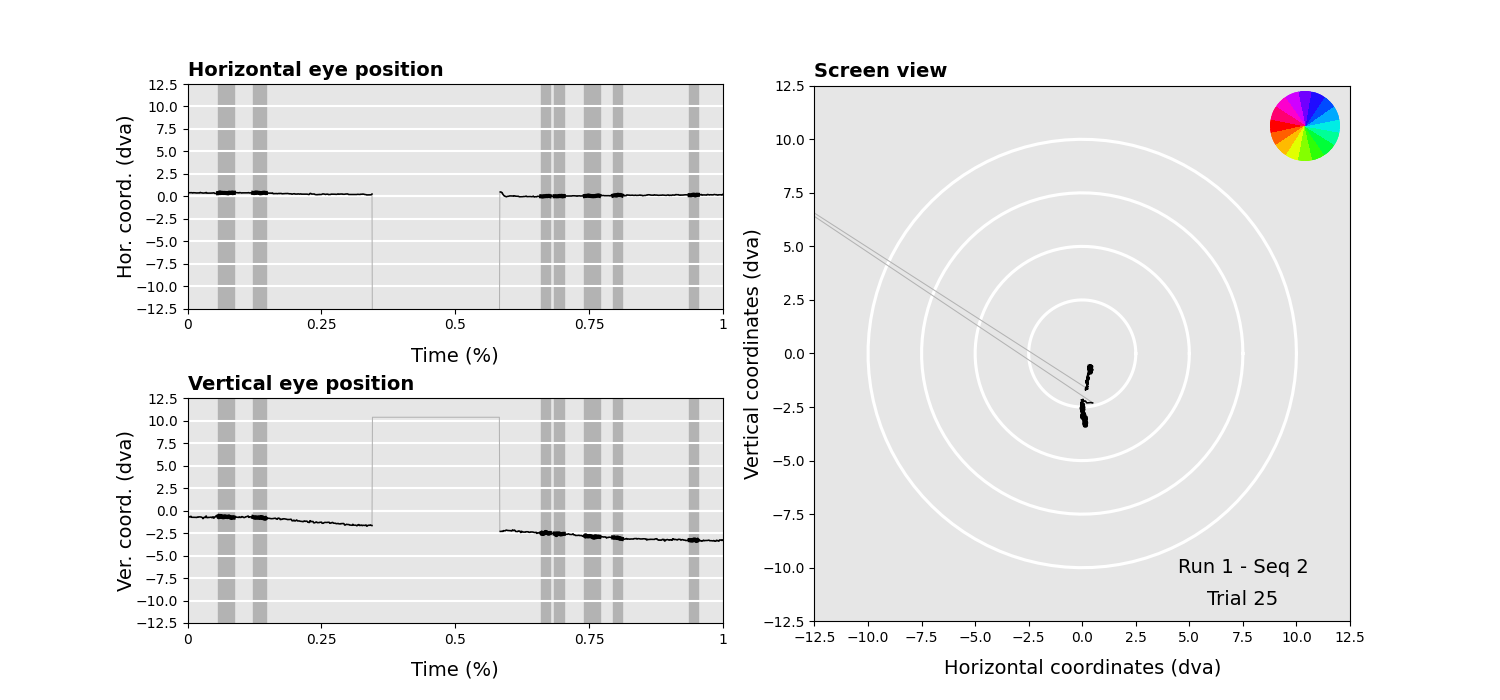 Horizontal eye position
12.5
10.0
7.5
5.0
2.5
0.0
−2.5
−5.0
−7.5
−10.0
−12.5
Hor. coord. (dva)
0 0.25 0.5 0.75 1
Time (%)
Vertical eye position
12.5
10.0
7.5
5.0
2.5
0.0
−2.5
−5.0
−7.5
−10.0
−12.5
Ver. coord. (dva)
0 0.25 0.5 0.75 1
Time (%)
Screen view
12.5
10.0
7.5
5.0
2.5
0.0
−2.5
−5.0
−7.5
−10.0
−12.5
Vertical coordinates (dva)
Run 1 - Seq 2
Trial 25
−12.5 −10.0 −7.5 −5.0 −2.5 0.0 2.5 5.0 7.5 10.0 12.5
Horizontal coordinates (dva)